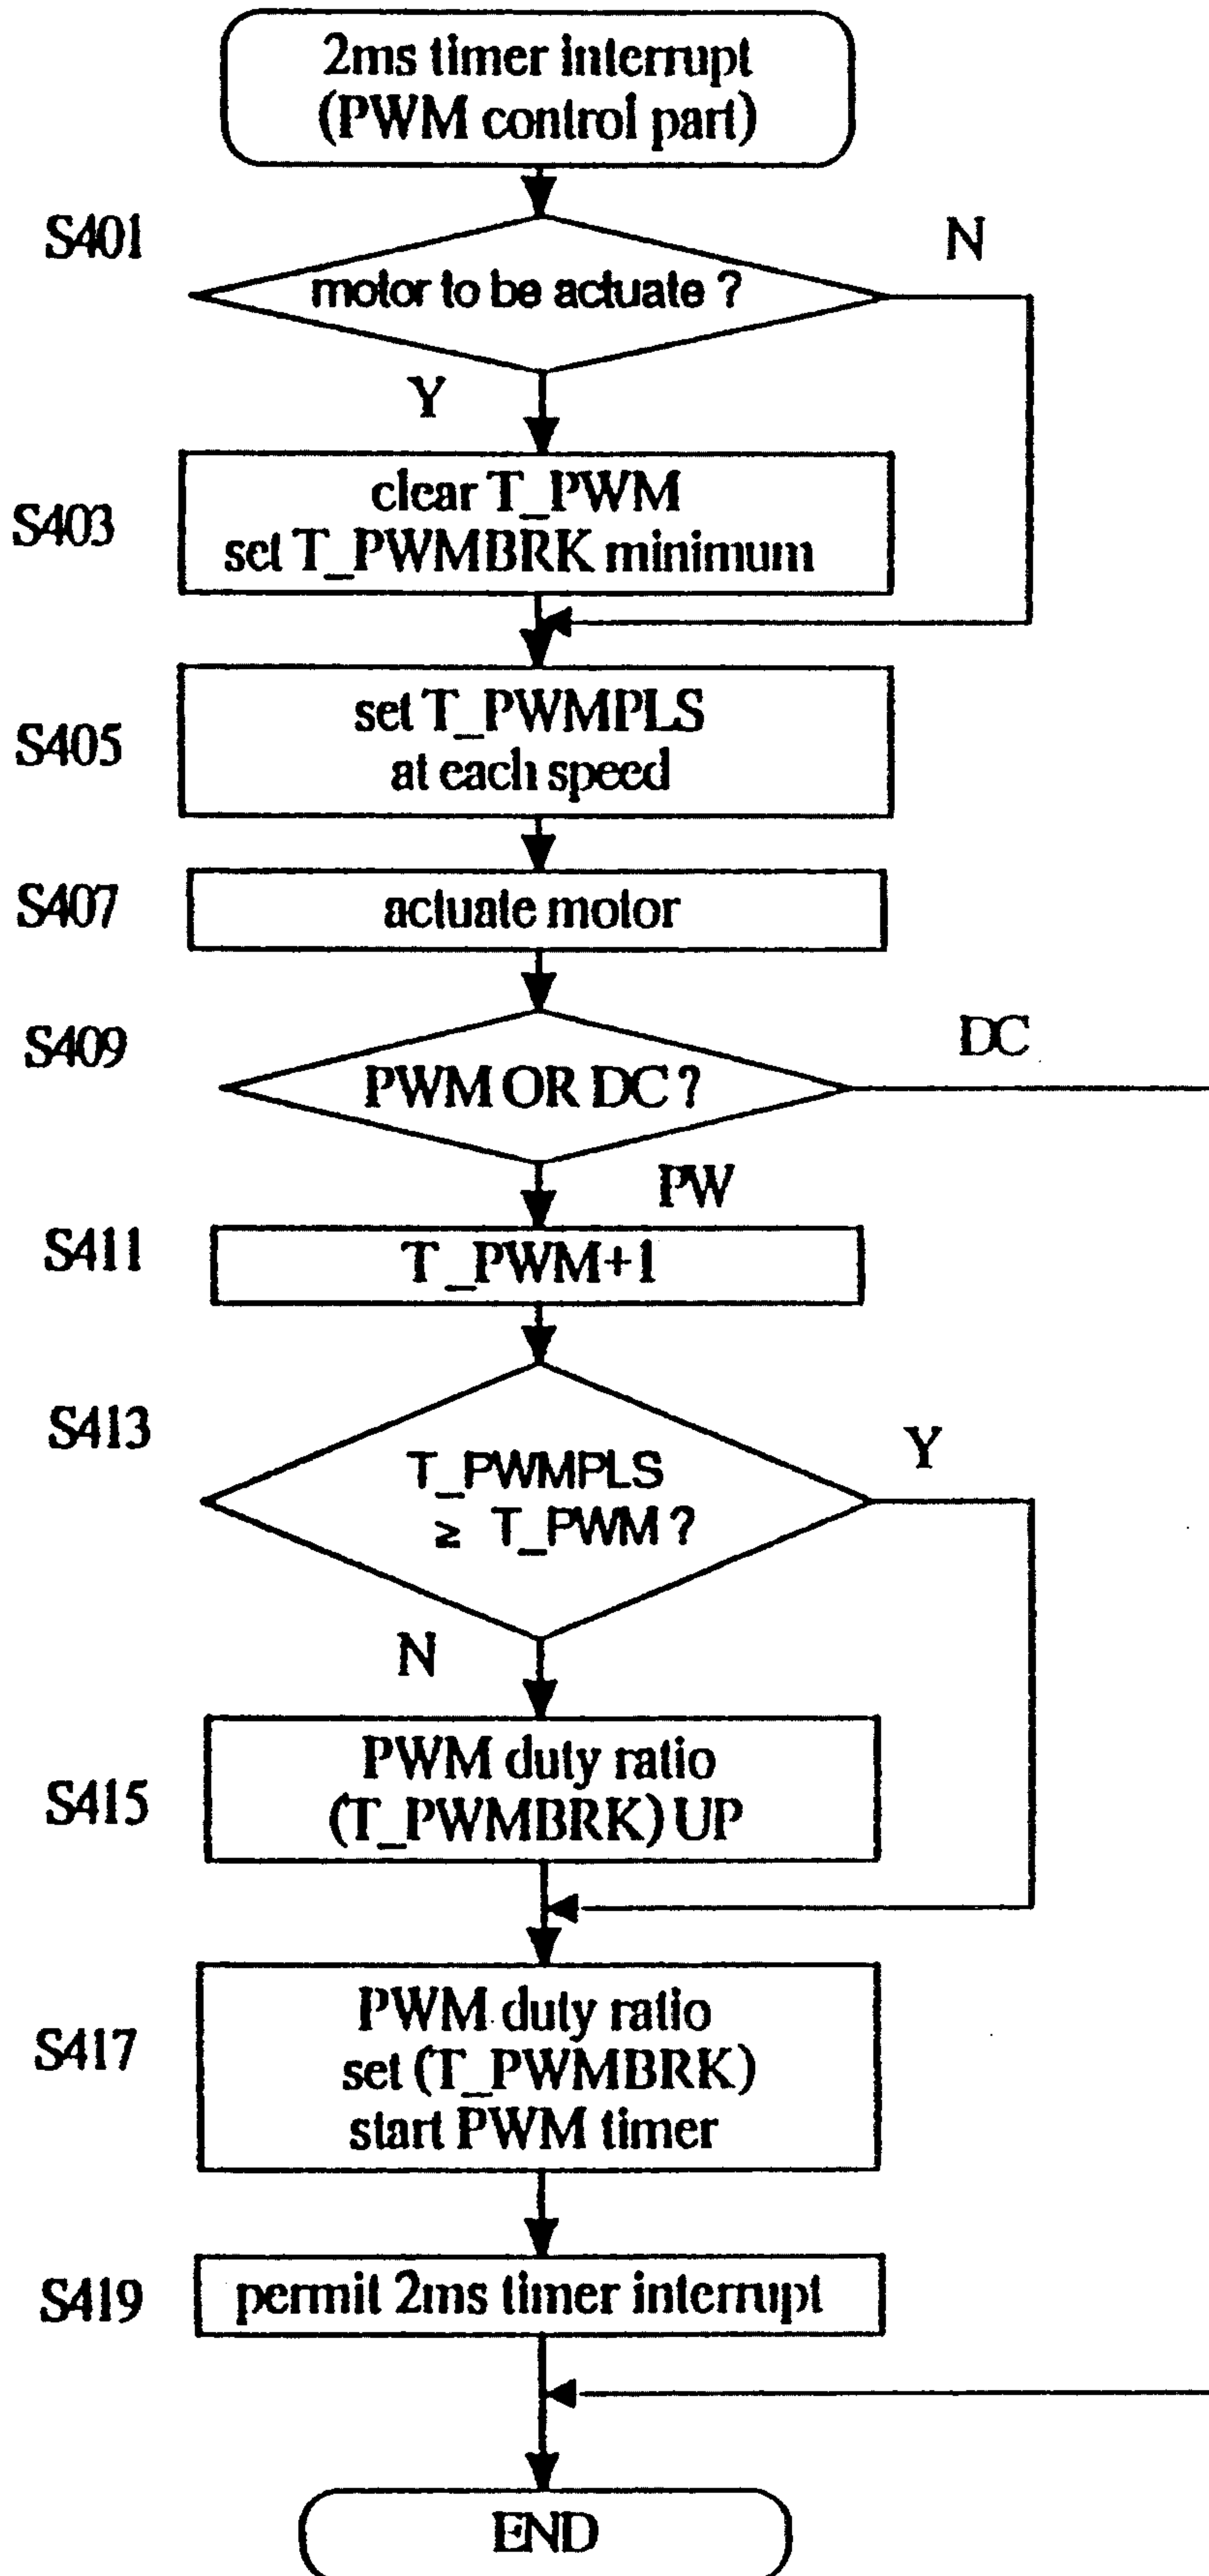 2ms timer interrupt
(PWM control part)
S401
N
motor to be actuate ?
Y
S403
clear T_PWM
set T_PWMBRK minimum
S405
set T_PWMPLS
at each speed
S407
actuate motor
S409
DC
PWM OR DC ?
PW
S411
T_PWM+1
S413
Y
T_PWMPLS
≥ T_PWM ?
N
S415
PWM duty ratio
(T_PWMBRK) UP
S417
PWM duty ratio
set (T_PWMBRK)
start PWM timer
S419
permit 2ms timer interrupt
END